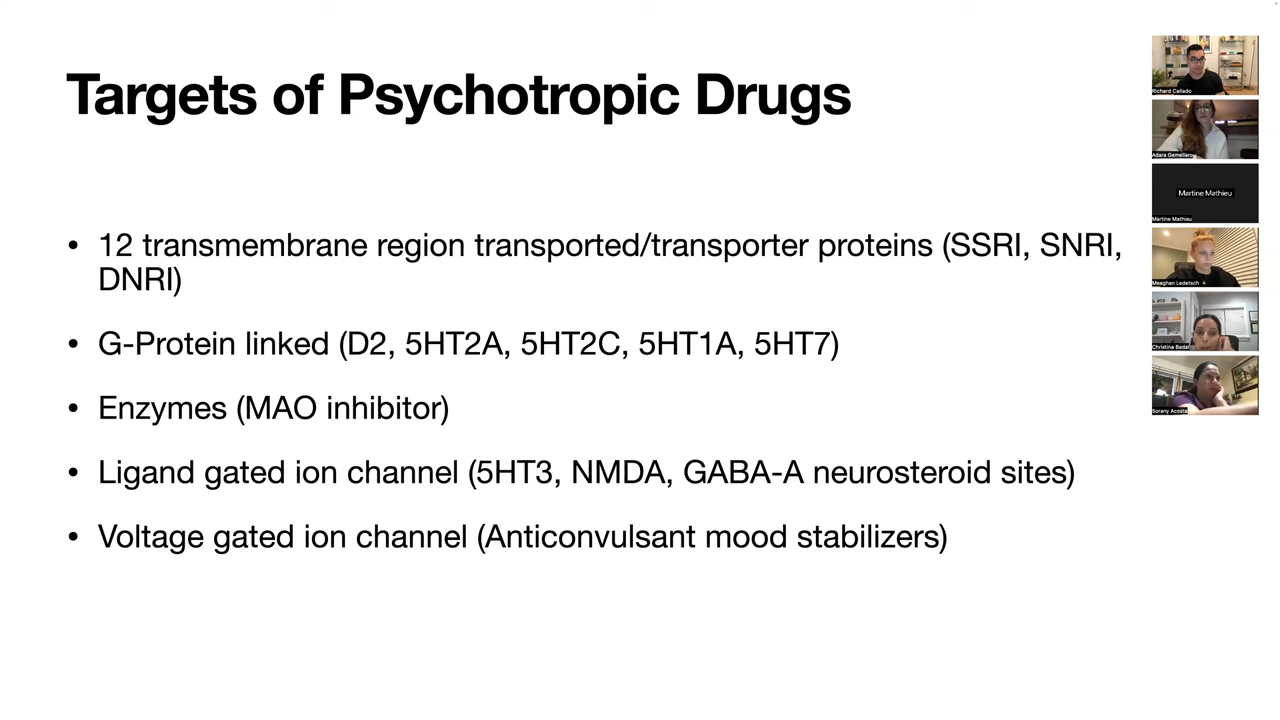 Targets of Psychotropic Drugs
• 12 transmembrane region transported/transporter proteins (SSRI, SNRI,
DNRI)
• G-Protein linked (D2, 5HT2A, 5HT2C, 5HT1A, 5HT7)
• Enzymes (MAO inhibitor)
• Ligand gated ion channel (5HT3, NMDA, GABA-A neurosteroid sites)
• Voltage gated ion channel (Anticonvulsant mood stabilizers)
Richard Callado
Adara Gemellaro
Martine Mathieu
Martine Mathieu
Meaghan Ledetsch
Christina Badal
Sorany Acosta